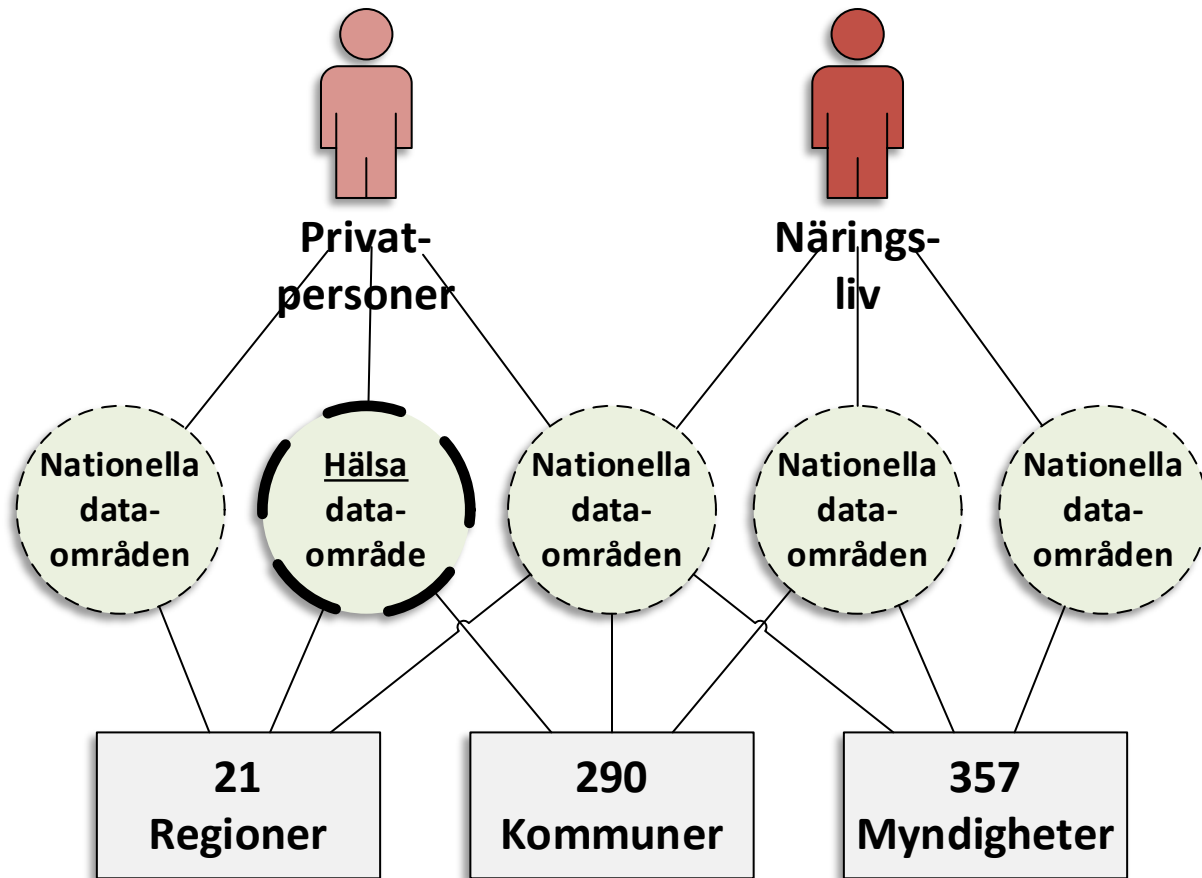 Privat-
personer
Närings-
liv
Nationella
data-
områden
Hälsa
data-
område
Nationella
data-
områden
Nationella
data-
områden
Nationella
data-
områden
21
Regioner
290
Kommuner
357
Myndigheter